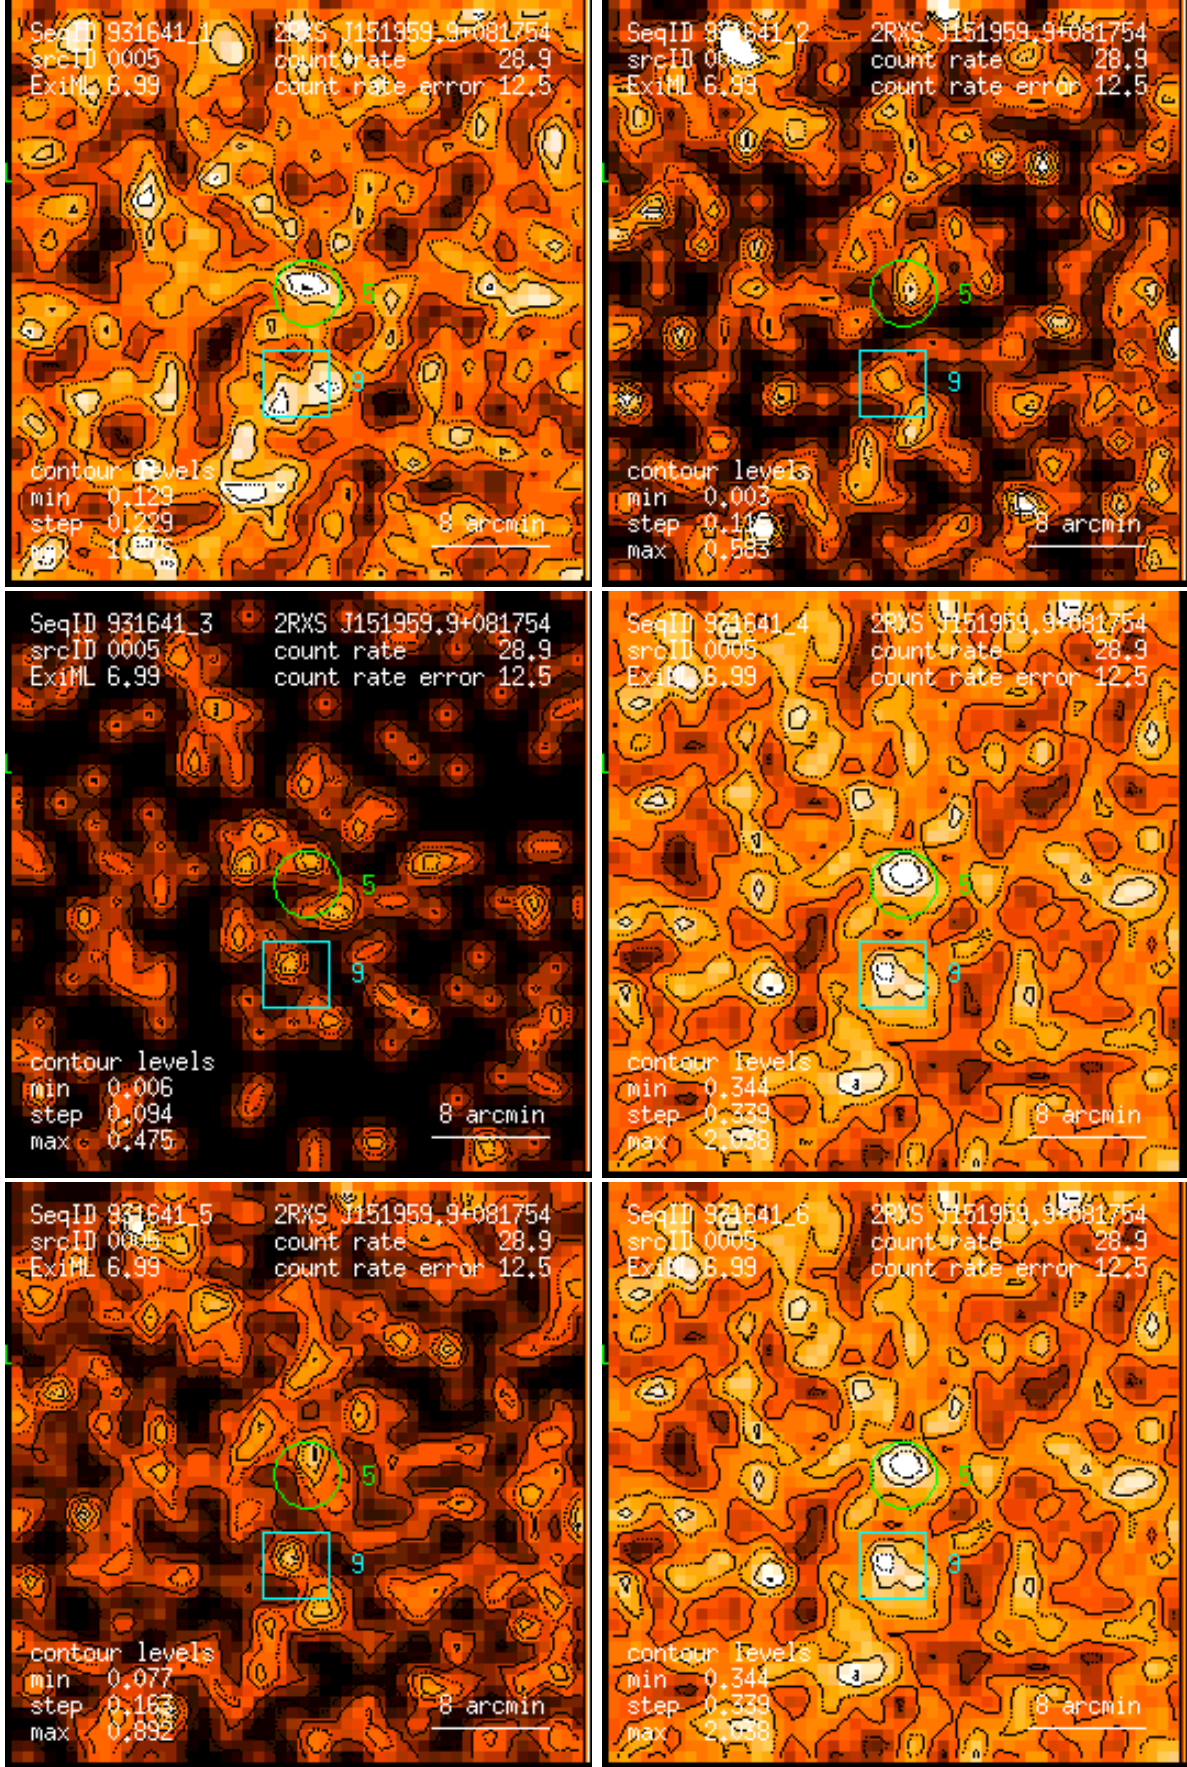 SeqID 931641_1 2RXS J151959.9+081754
srcID 0005 count rate 28.9
ExiML 6.99 count rate error 12.5
5
9
contour levels
min 0.129
step 0.229
max
8 arcmin
SeqID 931641_2 2RXS J151959.9+081754
srcID 0005 count rate 28.9
ExiML 6.99 count rate error 12.5
5
9
contour levels
min 0.003
step
max 0.583
8 arcmin
SeqID 931641_3 2RXS J151959.9+081754
srcID 0005 count rate 28.9
ExiML 6.99 count rate error 12.5
5
9
contour levels
min 0.006
step 0.094
max 0.475
8 arcmin
SeqID 931641_4 2RXS J151959.9+081754
srcID 0005 count rate 28.9
ExiML 6.99 count rate error 12.5
5
9
contour levels
min 0.344
step 0.339
max 2.038
8 arcmin
SeqID 931641_5 2RXS J151959.9+081754
srcID 0005 count rate 28.9
ExiML 6.99 count rate error 12.5
5
9
contour levels
min 0.077
step 0.163
max 0.892
8 arcmin
SeqID 931641_6 2RXS J151959.9+081754
srcID 0005 count rate 28.9
ExiML 6.99 count rate error 12.5
5
9
contour levels
min 0.344
step 0.339
max 2.038
8 arcmin